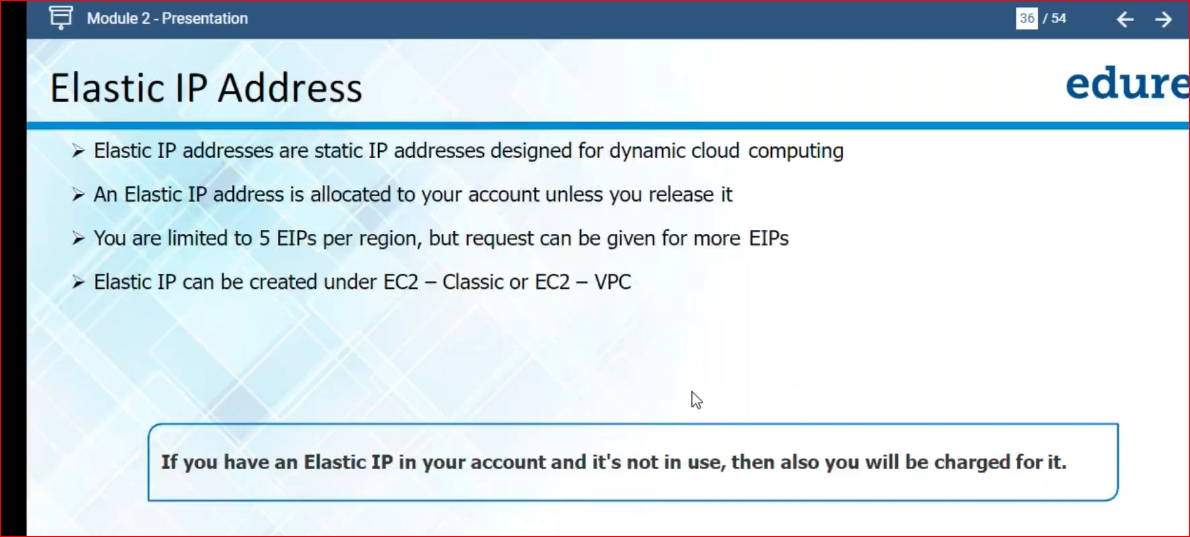 Module 2 - Presentation
36 / 54
Elastic IP Address
edure
➢ Elastic IP addresses are static IP addresses designed for dynamic cloud computing
➢ An Elastic IP address is allocated to your account unless you release it
➢ You are limited to 5 EIPs per region, but request can be given for more EIPs
➢ Elastic IP can be created under EC2 – Classic or EC2 – VPC
If you have an Elastic IP in your account and it's not in use, then also you will be charged for it.